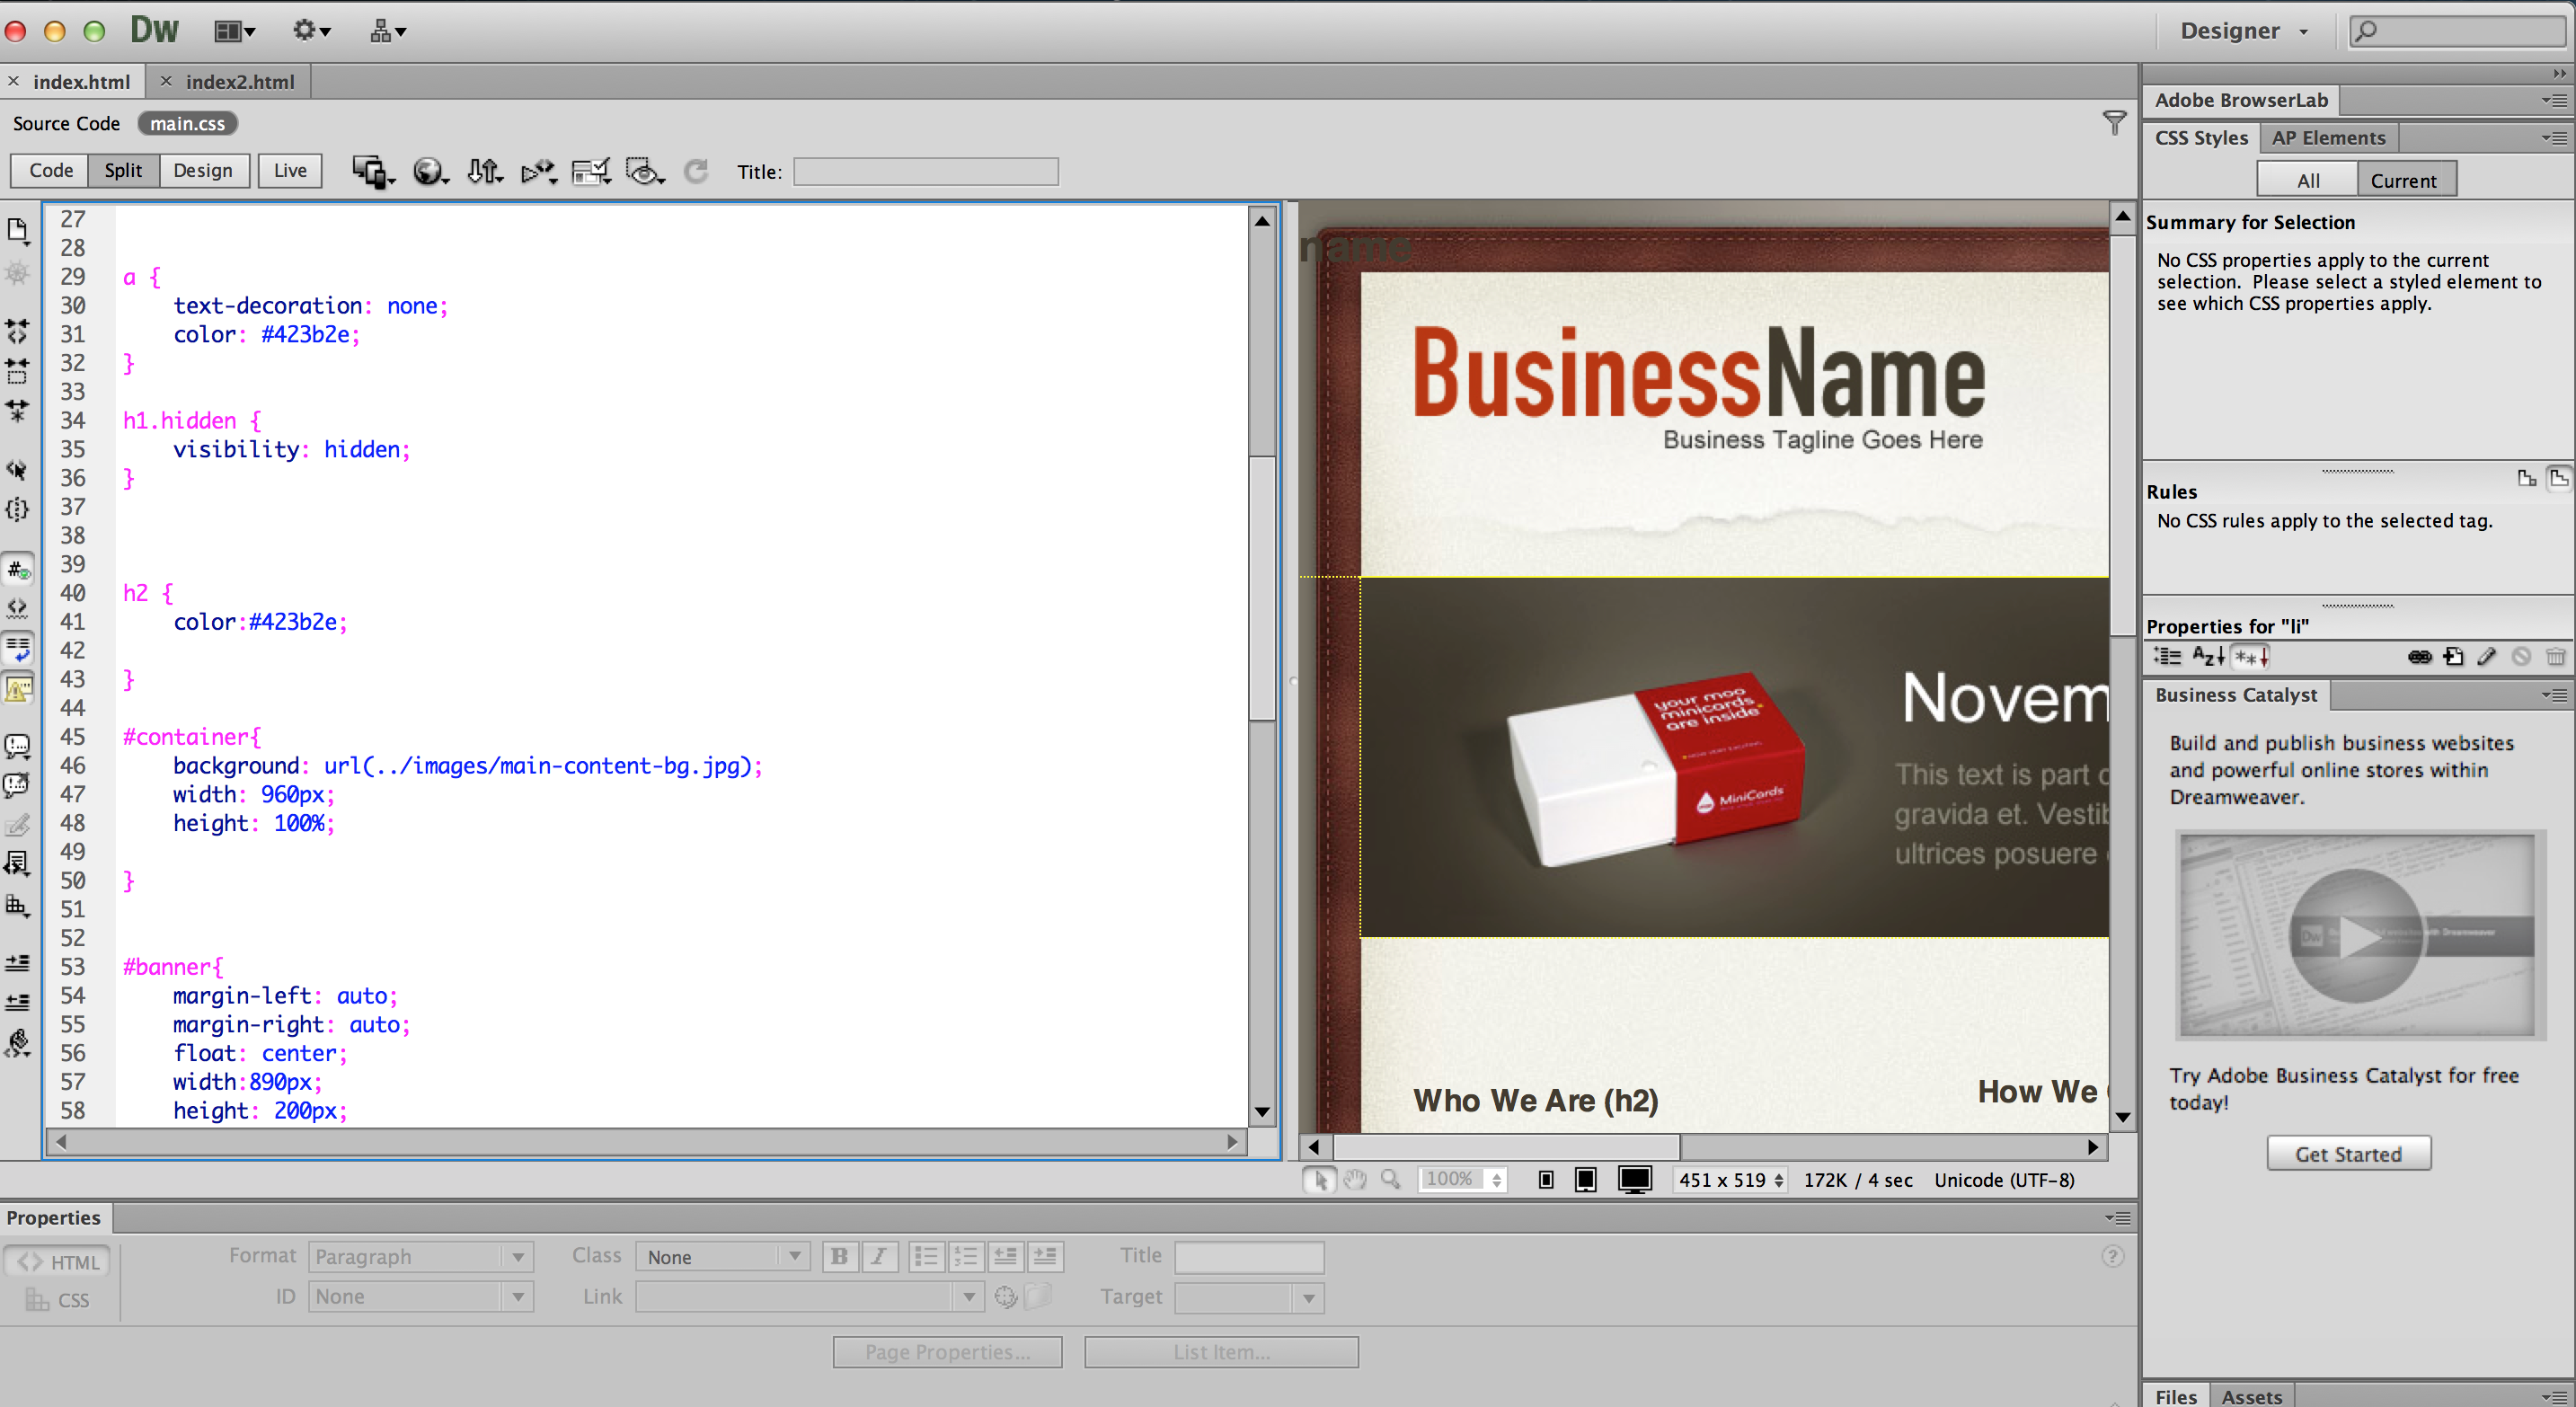 Dw
Designer
index.html
index2.html
Source Code
main.css
Code
Split
Design
Live
Title:
27
28
29 a {
30 text-decoration: none;
31 color: #423b2e;
32 }
33
34 h1.hidden {
35 visibility: hidden;
36 }
37
38
39
40 h2 {
41 color:#423b2e;
42
43 }
44
45 #container{
46 background: url(../images/main-content-bg.jpg);
47 width: 960px;
48 height: 100%;
49
50 }
51
52
53 #banner{
54 margin-left: auto;
55 margin-right: auto;
56 float: center;
57 width:890px;
58 height: 200px;
name
BusinessName
Business Tagline Goes Here
your moo
minicards
are inside
MiniCards
Novem
This text is part
gravida et. Vestib
ultrices posuere
Who We Are (h2)
How We
100%
451 x 519
172K / 4 sec
Unicode (UTF-8)
Properties
HTML
CSS
Format
Paragraph
Class
None
B
I
Title
?
ID
None
Link
Target
Page Properties...
List Item...
Adobe BrowserLab
CSS Styles
AP Elements
All
Current
Summary for Selection
No CSS properties apply to the current
selection. Please select a styled element to
see which CSS properties apply.
Rules
No CSS rules apply to the selected tag.
Properties for "li"
Business Catalyst
Build and publish business websites
and powerful online stores within
Dreamweaver.
Dw
Try Adobe Business Catalyst for free
today!
Get Started
Files
Assets